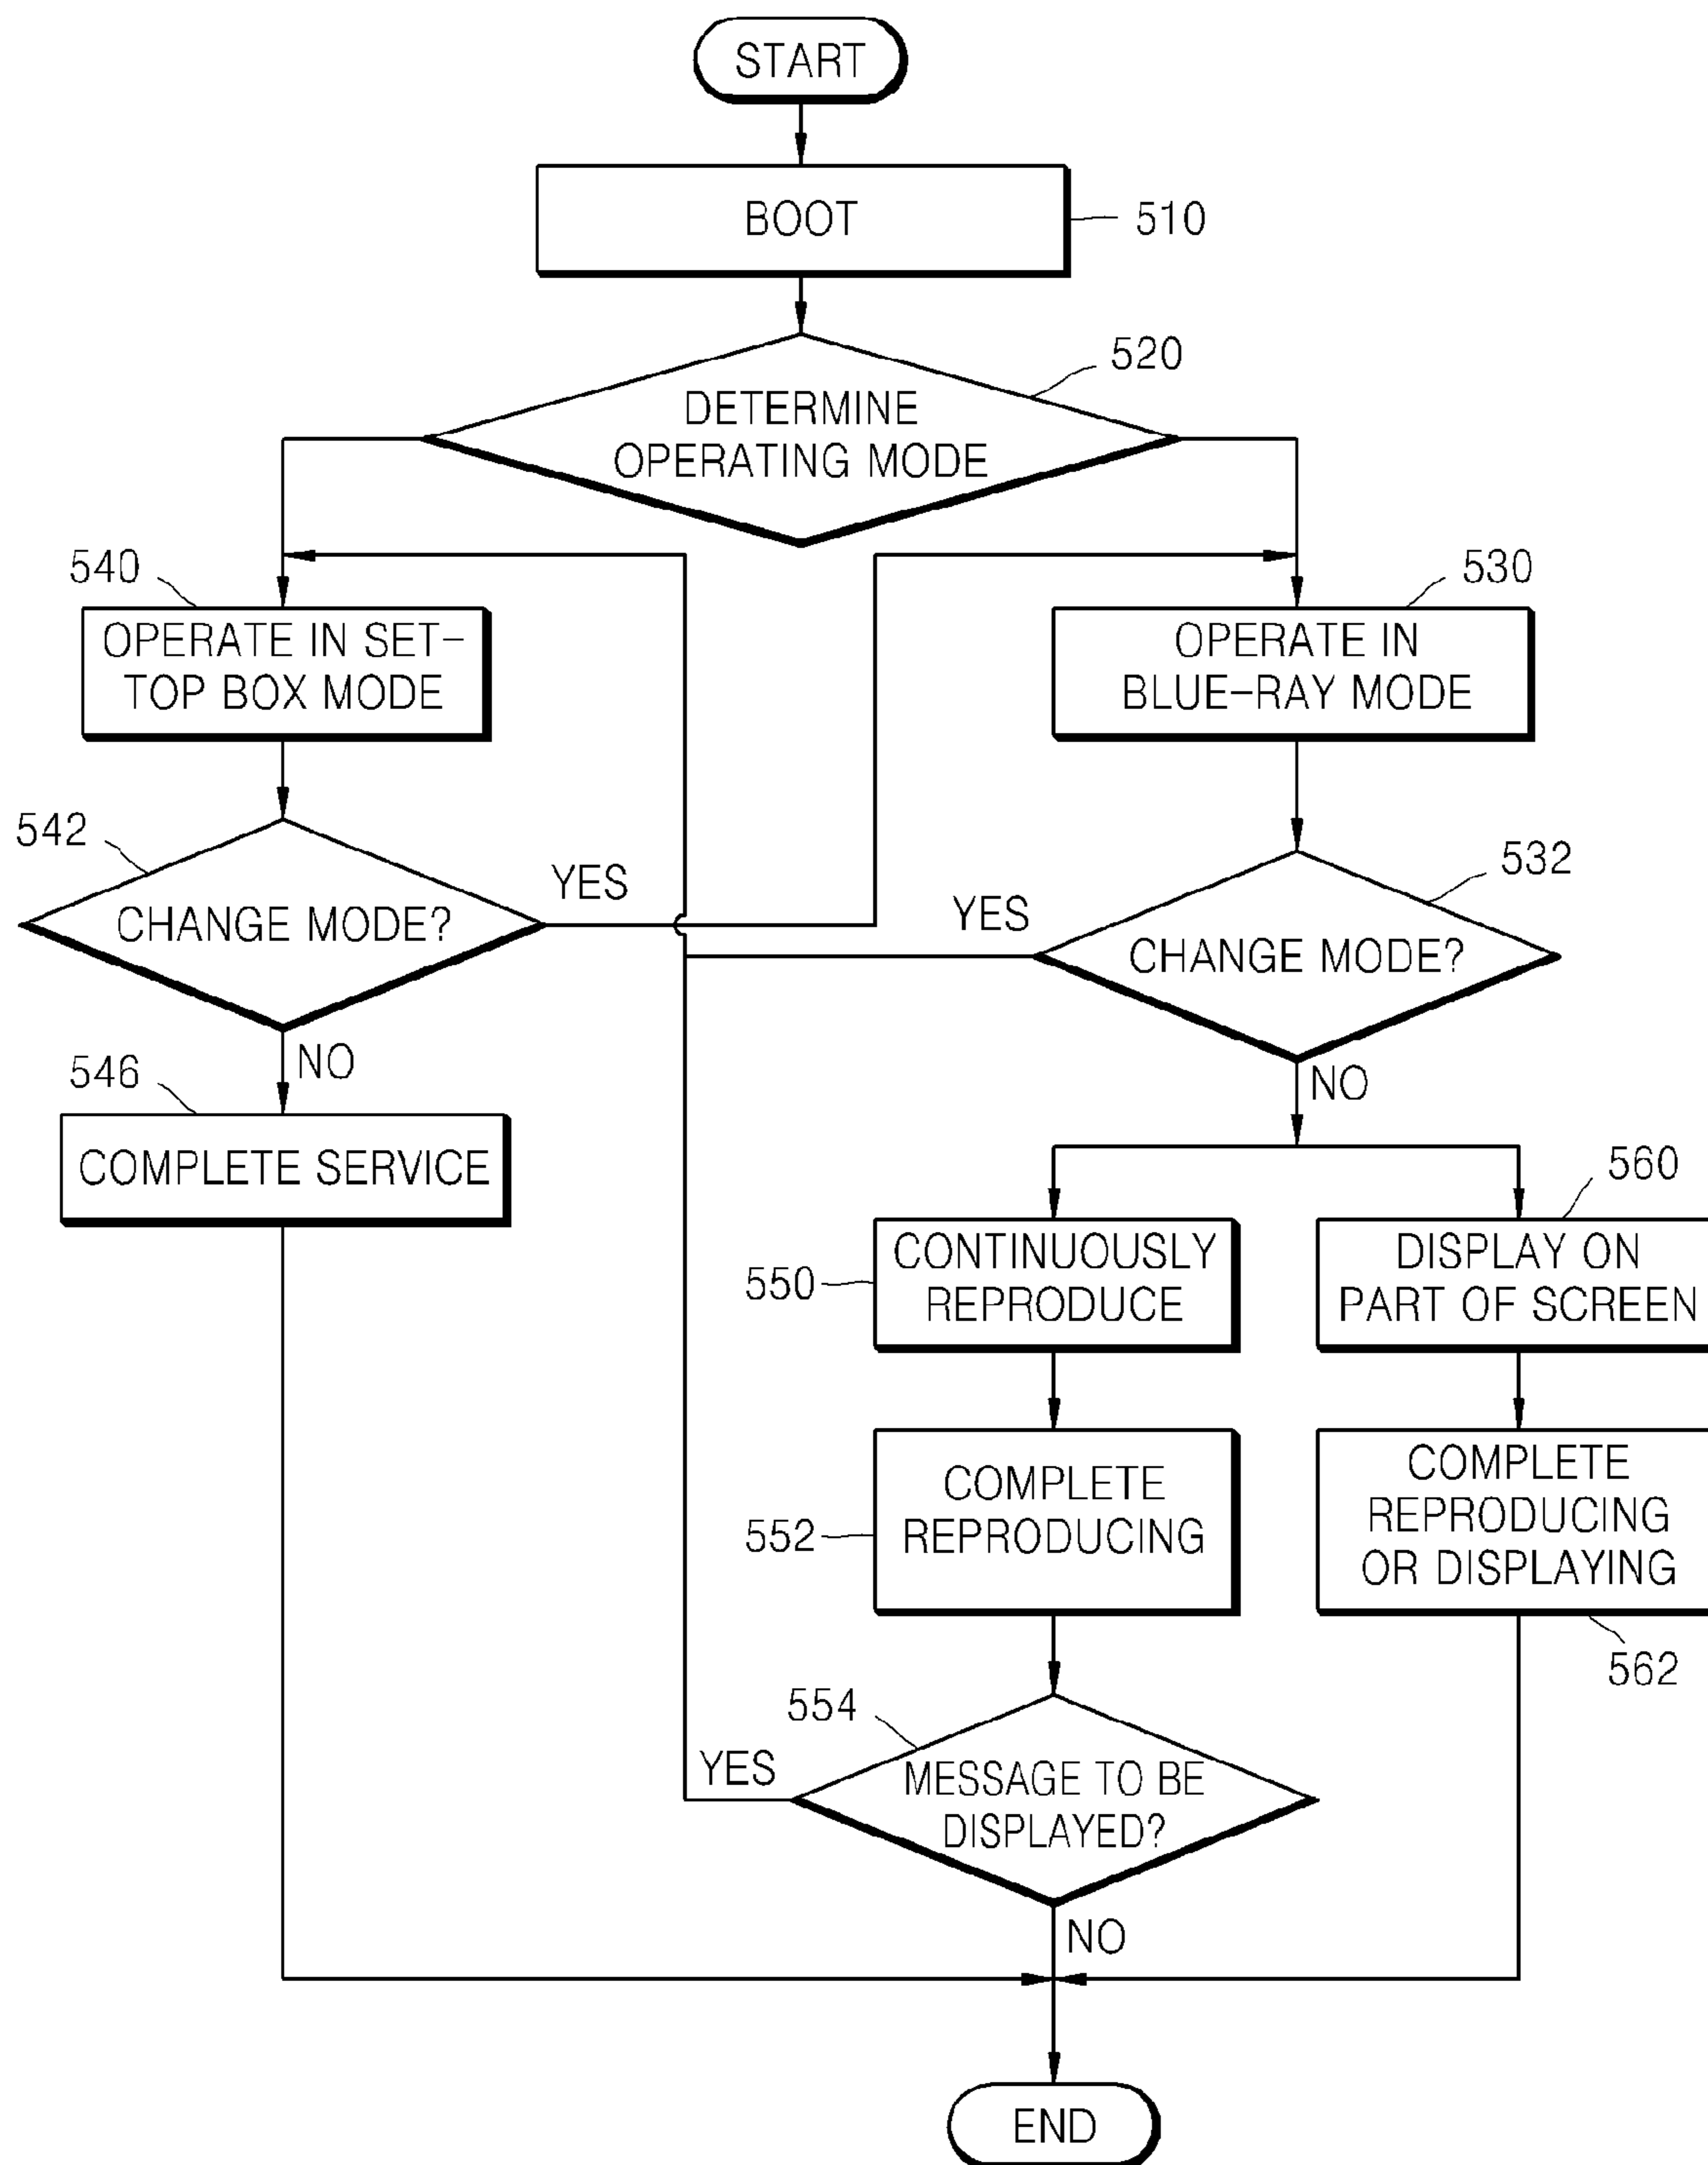 START
BOOT
510
520
DETERMINE
OPERATING MODE
540
530
OPERATE IN SET-
TOP BOX MODE
OPERATE IN
BLUE-RAY MODE
542
532
YES
YES
CHANGE MODE?
CHANGE MODE?
NO
546
NO
COMPLETE SERVICE
560
CONTINUOUSLY
REPRODUCE
550
DISPLAY ON
PART OF SCREEN
COMPLETE
REPRODUCING
552
COMPLETE
REPRODUCING
OR DISPLAYING
562
554
YES
MESSAGE TO BE
DISPLAYED?
NO
END